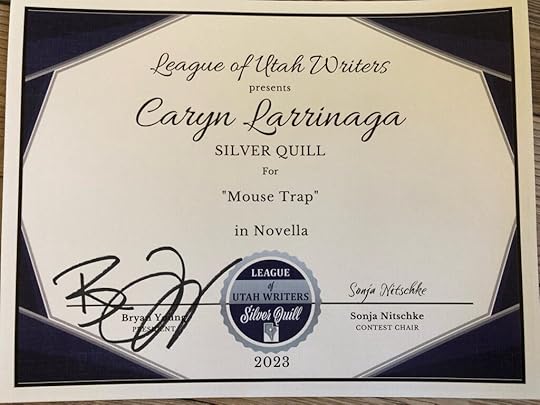 League of Utah Writers
presents
Caryn Larrinaga
SILVER QUILL
For
"Mouse Trap"
in Novella
LEAGUE
of
UTAH WRITERS
Silver Quill
Bryan Young
PRESIDENT
Sonja Nitschke
Sonja Nitschke
CONTEST CHAIR
2023